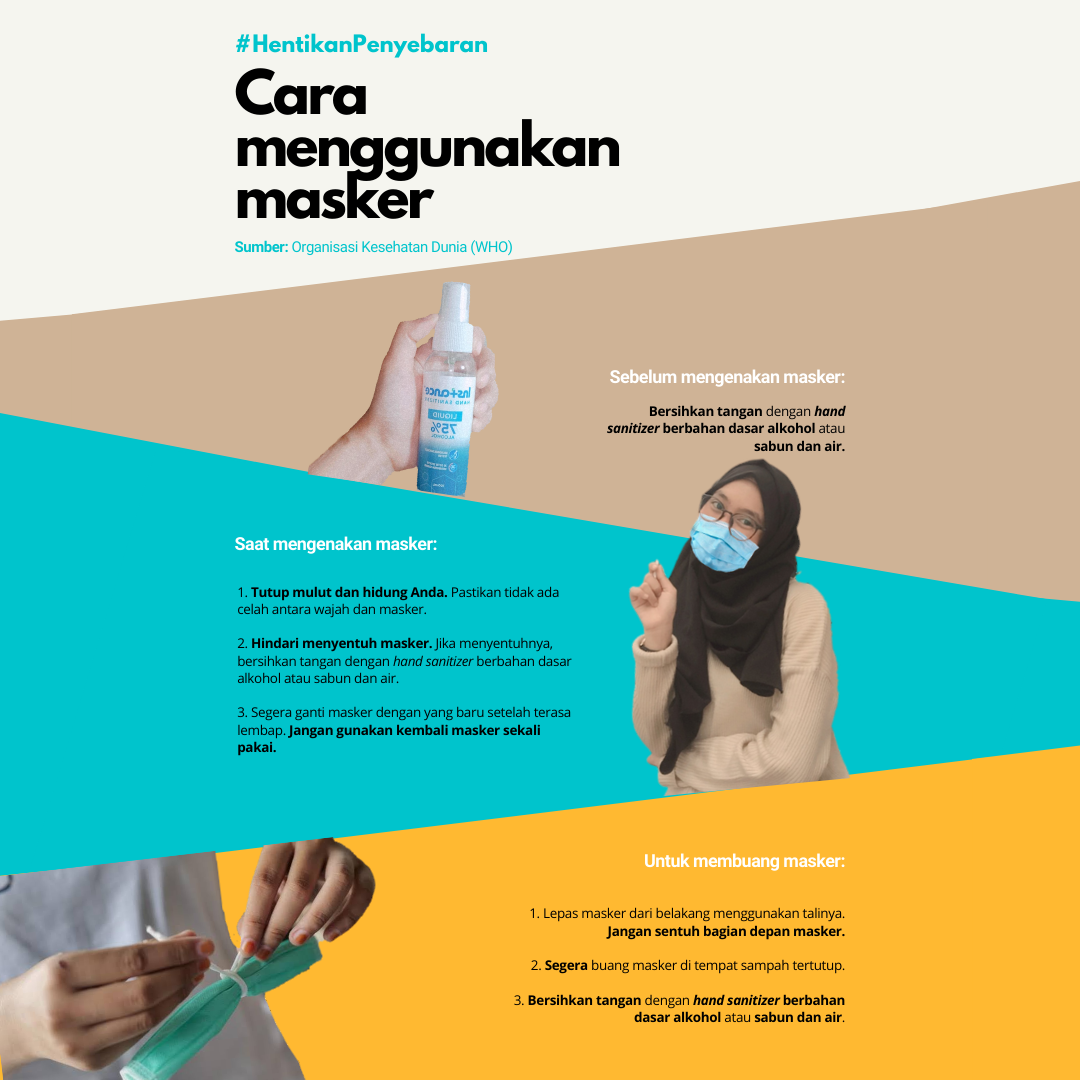 #HentikanPenyebaran
Cara
menggunakan
masker
Sumber: Organisasi Kesehatan Dunia (WHO)
Instance
HAND SANITIZER
LIQUID
75%
ALCOHOL
Sebelum mengenakan masker:
Bersihkan tangan dengan hand
sanitizer berbahan dasar alkohol atau
sabun dan air.
Saat mengenakan masker:
1. Tutup mulut dan hidung Anda. Pastikan tidak ada
celah antara wajah dan masker.
2. Hindari menyentuh masker. Jika menyentuhnya,
bersihkan tangan dengan hand sanitizer berbahan dasar
alkohol atau sabun dan air.
3. Segera ganti masker dengan yang baru setelah terasa
lembap. Jangan gunakan kembali masker sekali
pakai.
Untuk membuang masker:
1. Lepas masker dari belakang menggunakan talinya.
Jangan sentuh bagian depan masker.
2. Segera buang masker di tempat sampah tertutup.
3. Bersihkan tangan dengan hand sanitizer berbahan
dasar alkohol atau sabun dan air.